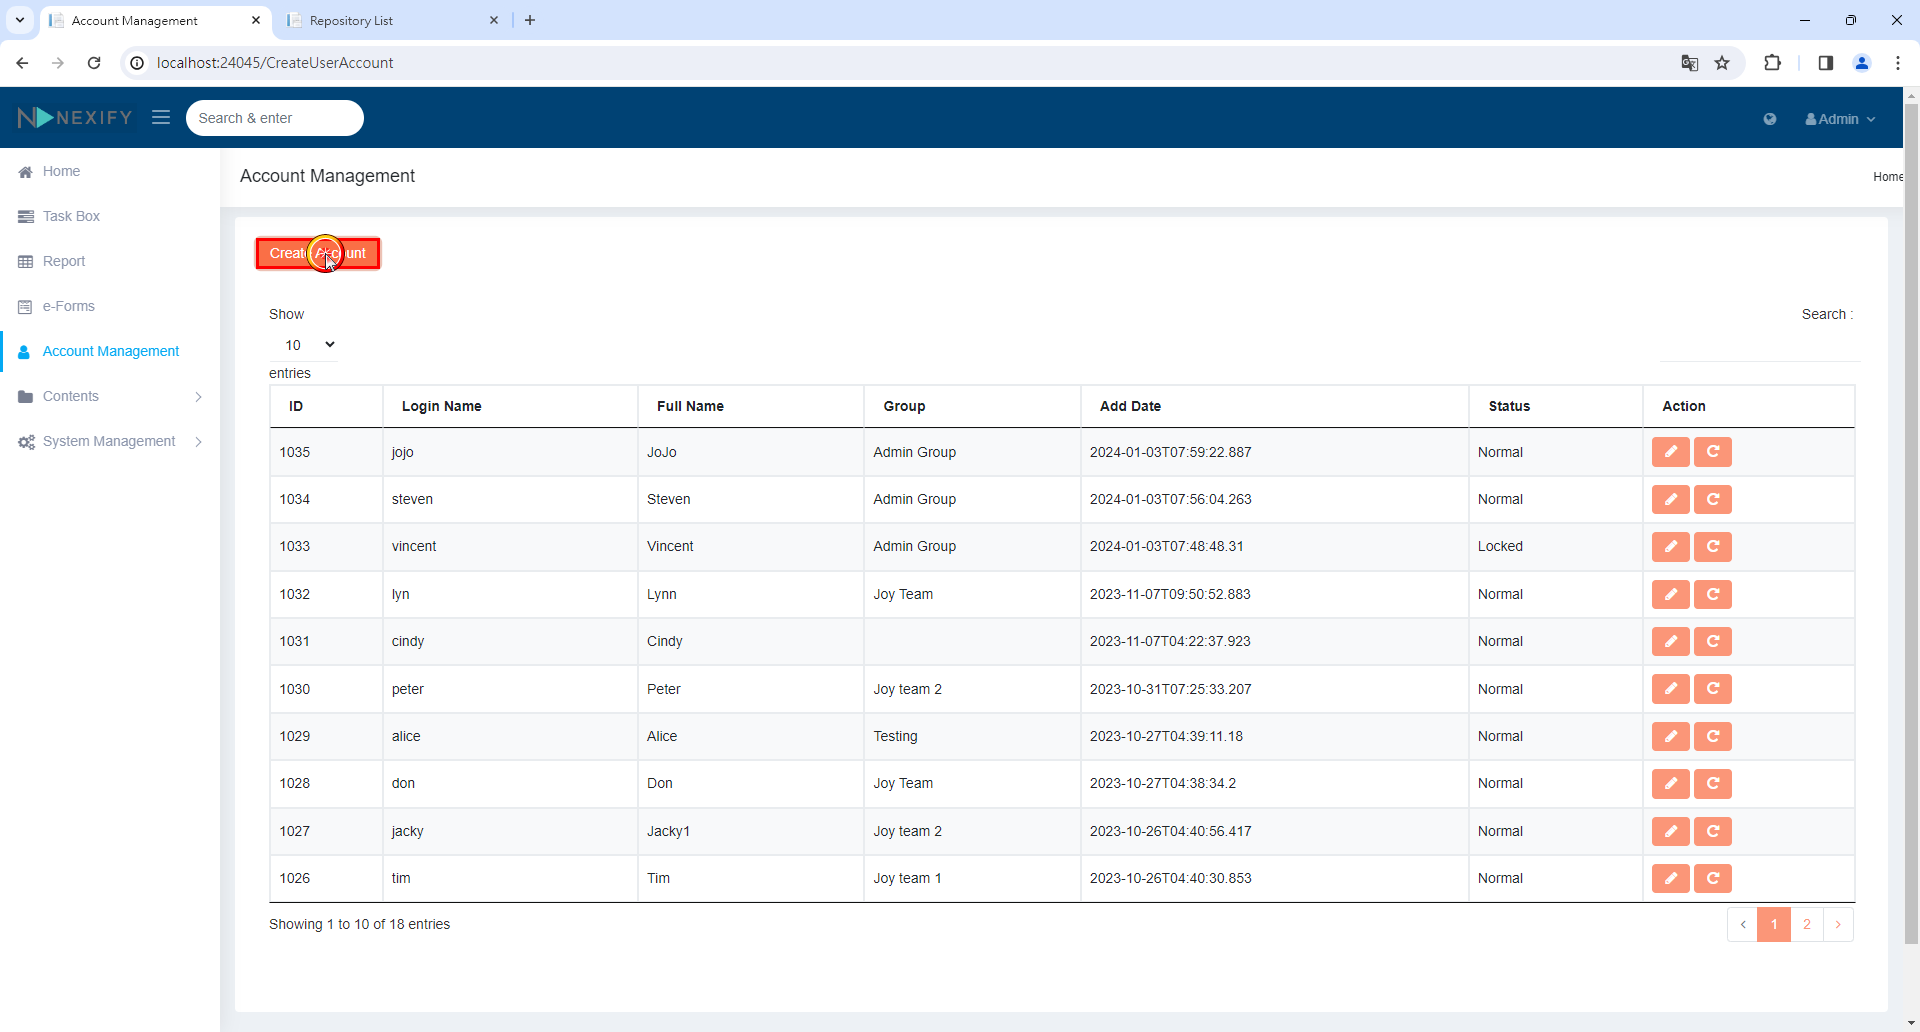 Account Management
Repository List
localhost:24045/CreateUserAccount
NEXIFY
Search & enter
Admin
Home
Task Box
Report
e-Forms
Account Management
Contents
System Management
Account Management
Home
Create Account
Show
10
entries
Search :
ID Login Name Full Name Group Add Date Status Action
1035 jojo JoJo Admin Group 2024-01-03T07:59:22.887 Normal
1034 steven Steven Admin Group 2024-01-03T07:56:04.263 Normal
1033 vincent Vincent Admin Group 2024-01-03T07:48:48.31 Locked
1032 lyn Lynn Joy Team 2023-11-07T09:50:52.883 Normal
1031 cindy Cindy 2023-11-07T04:22:37.923 Normal
1030 peter Peter Joy team 2 2023-10-31T07:25:33.207 Normal
1029 alice Alice Testing 2023-10-27T04:39:11.18 Normal
1028 don Don Joy Team 2023-10-27T04:38:34.2 Normal
1027 jacky Jacky1 Joy team 2 2023-10-26T04:40:56.417 Normal
1026 tim Tim Joy team 1 2023-10-26T04:40:30.853 Normal
Showing 1 to 10 of 18 entries
1 2